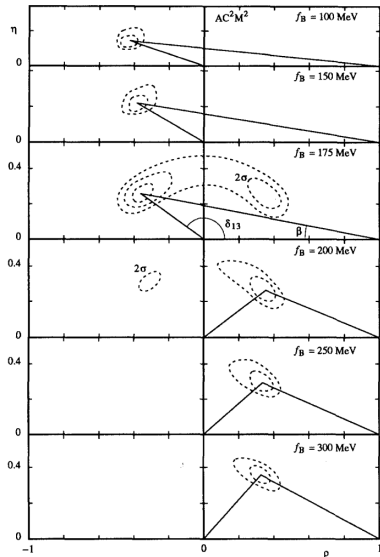 η AC²M² f_B = 100 MeV
0
f_B = 150 MeV
0
0.4 f_B = 175 MeV
2σ
δ₁₃ β
0
0.4 2σ f_B = 200 MeV
0
f_B = 250 MeV
0.4
0
f_B = 300 MeV
0.4
0
−1 0 ρ 1